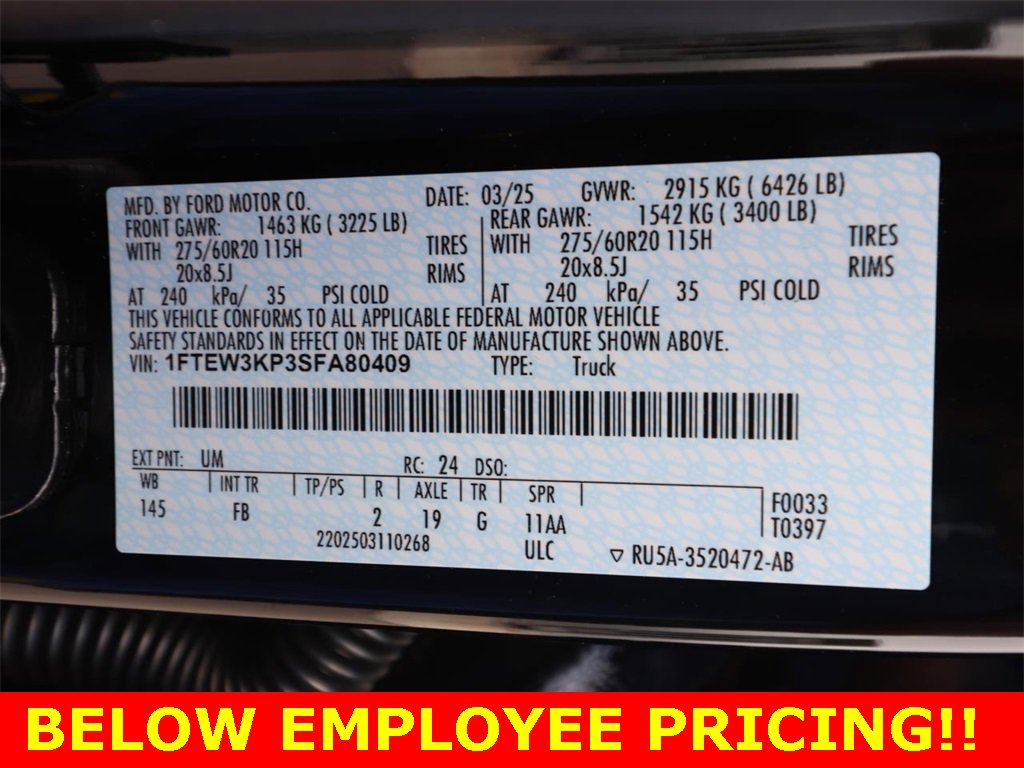 MFD. BY FORD MOTOR CO. DATE: 03/25 GVWR: 2915 KG ( 6426 LB)
FRONT GAWR: 1463 KG ( 3225 LB) REAR GAWR: 1542 KG ( 3400 LB)
WITH 275/60R20 115H TIRES WITH 275/60R20 115H TIRES
20x8.5J RIMS 20x8.5J RIMS
AT 240 kPa/ 35 PSI COLD AT 240 kPa/ 35 PSI COLD
THIS VEHICLE CONFORMS TO ALL APPLICABLE FEDERAL MOTOR VEHICLE
SAFETY STANDARDS IN EFFECT ON THE DATE OF MANUFACTURE SHOWN ABOVE.
VIN: 1FTEW3KP3SFA80409 TYPE: Truck
EXT PNT: UM RC: 24 DSO:
WB INT TR TP/PS R AXLE TR SPR F0033
145 FB 2 19 G 11AA T0397
2202503110268 ULC RU5A-3520472-AB
BELOW EMPLOYEE PRICING!!